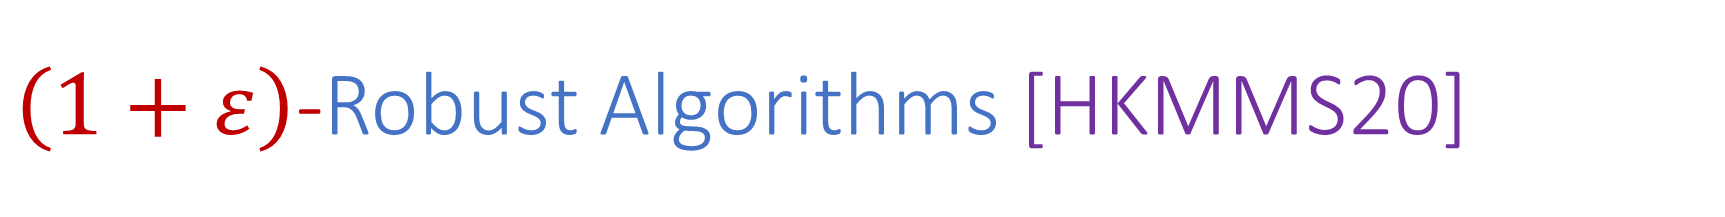 (1 + ε)-Robust Algorithms [HKMMS20]